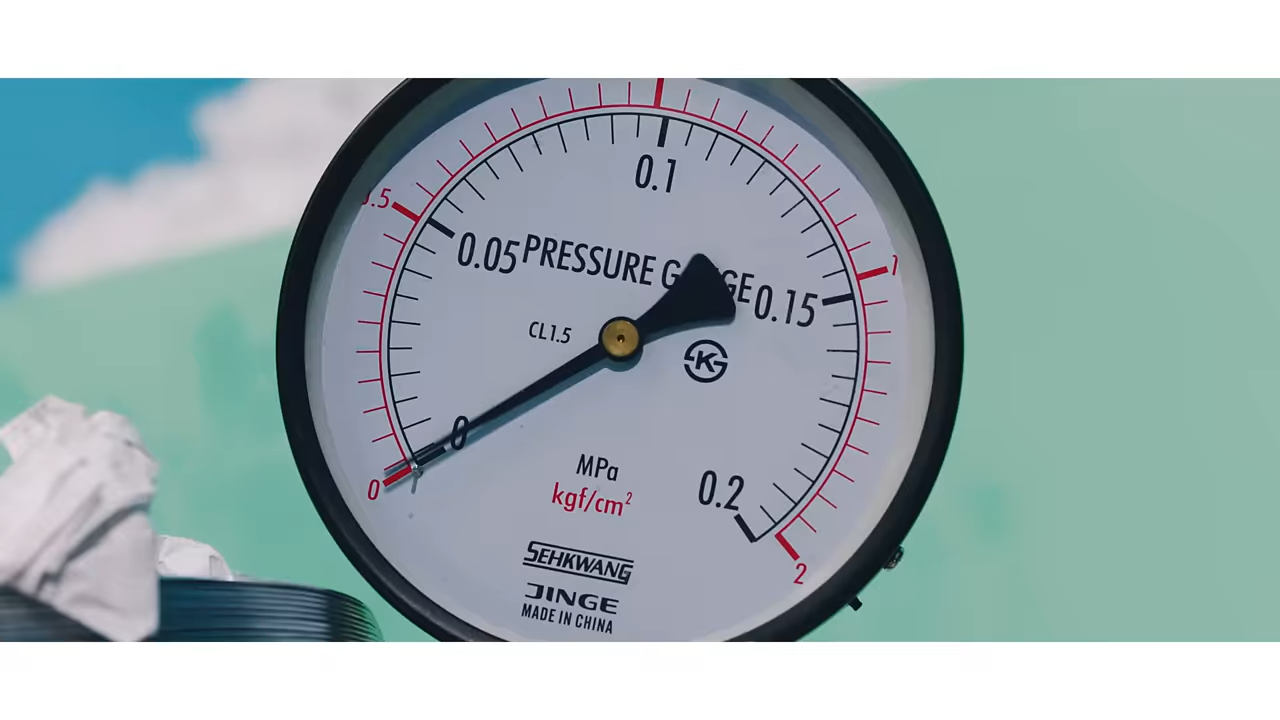 0.1
.5
0.05
PRESSURE G GE
1
0.15
CL1.5
K
0
0
MPa
0.2
kgf/cm²
2
SEHKWANG
JINGE
MADE IN CHINA